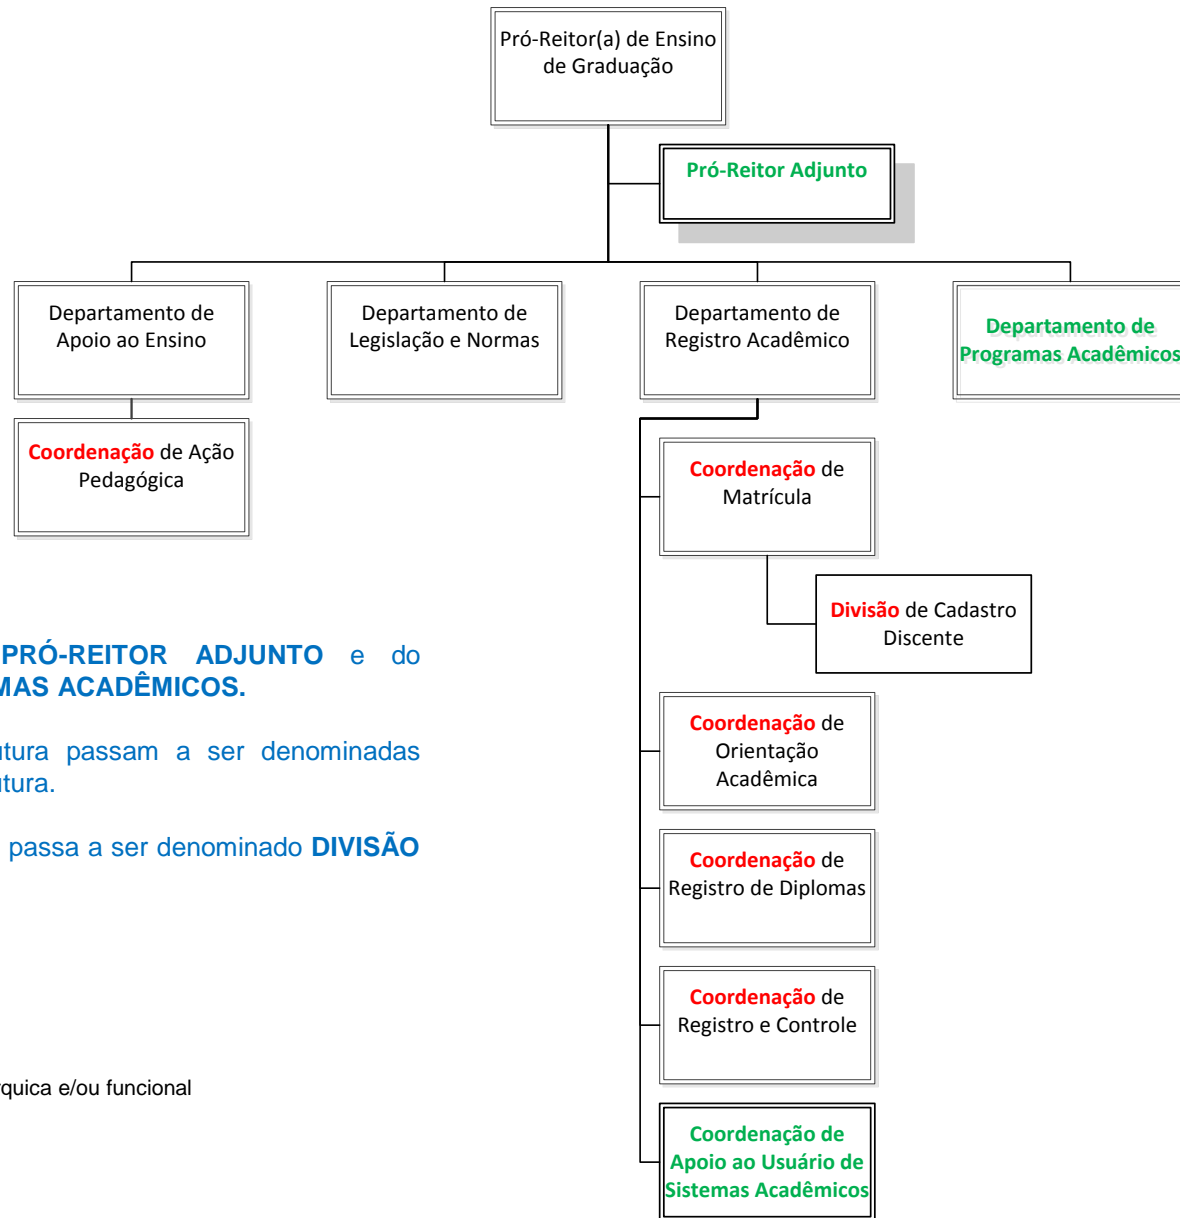 Pró-Reitor(a) de Ensino
de Graduação
Pró-Reitor Adjunto
Departamento de
Apoio ao Ensino
Departamento de
Legislação e Normas
Departamento de
Registro Acadêmico
Departamento de
Programas Acadêmicos
Coordenação de Ação
Pedagógica
Coordenação de
Matrícula
Divisão de Cadastro
Discente
PRÓ-REITOR ADJUNTO e do
MAS ACADÊMICOS.
utura passam a ser denominadas
utura.
passa a ser denominado DIVISÃO
Coordenação de
Orientação
Acadêmica
Coordenação de
Registro de Diplomas
Coordenação de
Registro e Controle
rquica e/ou funcional
Coordenação de
Apoio ao Usuário de
Sistemas Acadêmicos